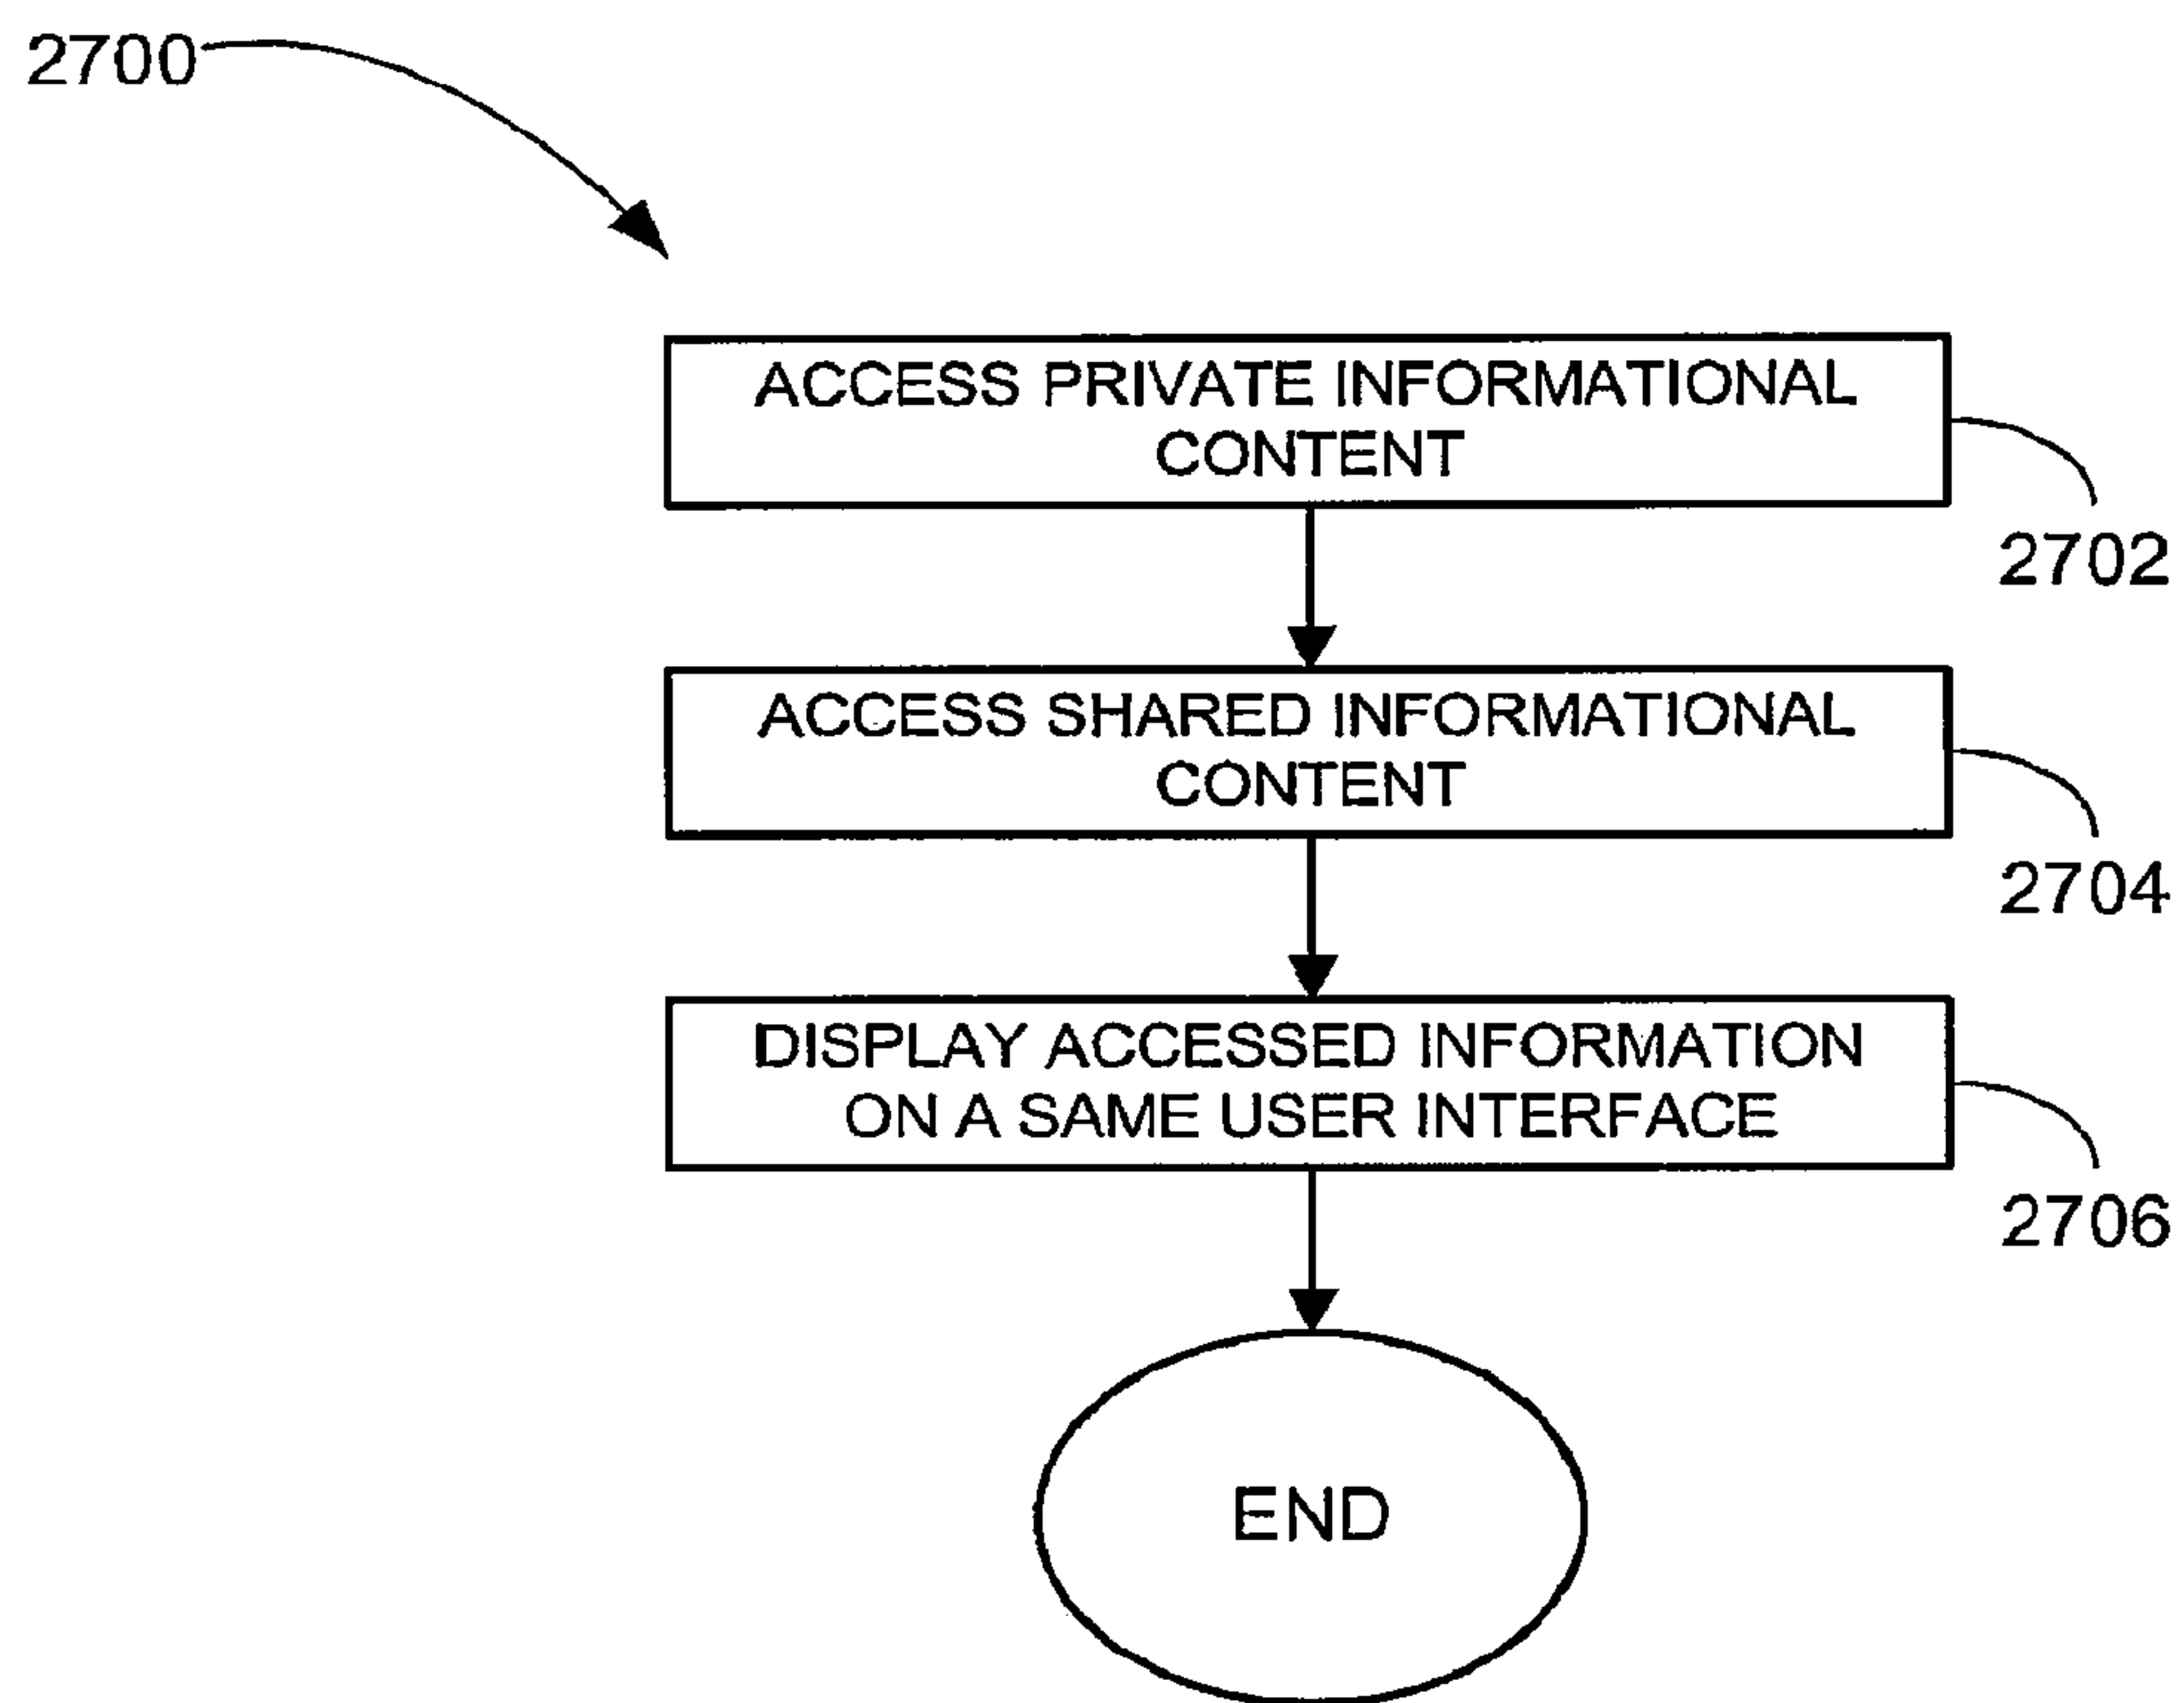 2700
ACCESS PRIVATE INFORMATIONAL
CONTENT
2702
ACCESS SHARED INFORMATIONAL
CONTENT
2704
DISPLAY ACCESSED INFORMATION
ON A SAME USER INTERFACE
2706
END